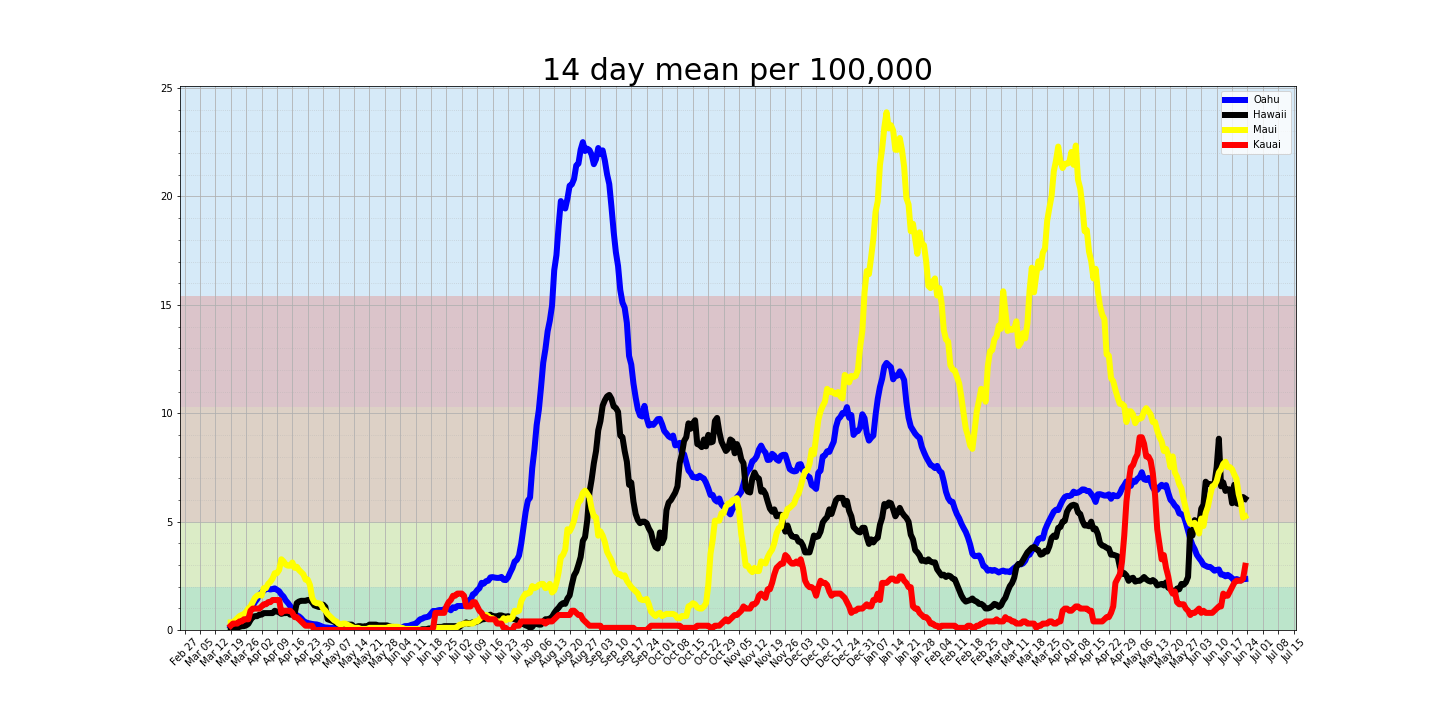 14 day mean per 100,000
25
20
15
10
5
0
Oahu
Hawaii
Maui
Kauai
Feb 27
Mar 05
Mar 12
Mar 19
Mar 26
Apr 02
Apr 09
Apr 16
Apr 23
Apr 30
May 07
May 14
May 21
May 28
Jun 04
Jun 11
Jun 18
Jun 25
Jul 02
Jul 09
Jul 16
Jul 23
Jul 30
Aug 06
Aug 13
Aug 20
Aug 27
Sep 03
Sep 10
Sep 17
Sep 24
Oct 01
Oct 08
Oct 15
Oct 22
Oct 29
Nov 05
Nov 12
Nov 19
Nov 26
Dec 03
Dec 10
Dec 17
Dec 24
Dec 31
Jan 07
Jan 14
Jan 21
Jan 28
Feb 04
Feb 11
Feb 18
Feb 25
Mar 04
Mar 11
Mar 18
Mar 25
Apr 01
Apr 08
Apr 15
Apr 22
Apr 29
May 06
May 13
May 20
May 27
Jun 03
Jun 10
Jun 17
Jun 24
Jul 01
Jul 08
Jul 15